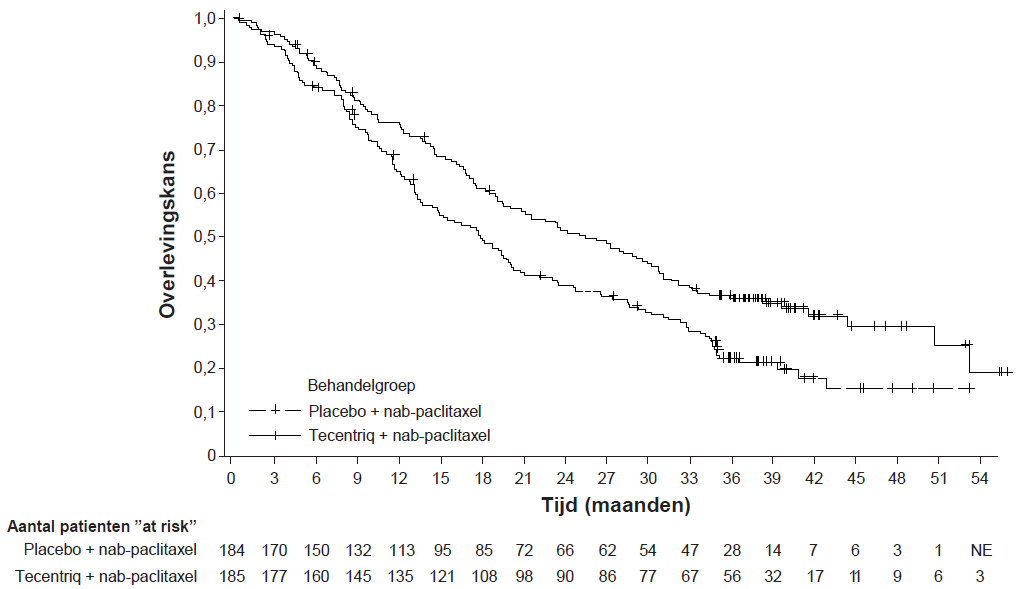 1,0
0,9
0,8
0,7
0,6
0,5
0,4
0,3
0,2
0,1
0
Overlevingskans
Behandelgroep
Placebo + nab-paclitaxel
Tecentriq + nab-paclitaxel
0 3 6 9 12 15 18 21 24 27 30 33 36 39 42 45 48 51 54
Tijd (maanden)
Aantal patienten ”at risk”
Placebo + nab-paclitaxel 184 170 150 132 113 95 85 72 66 62 54 47 28 14 7 6 3 1 NE
Tecentriq + nab-paclitaxel 185 177 160 145 135 121 108 98 90 86 77 67 56 32 17 11 9 6 3